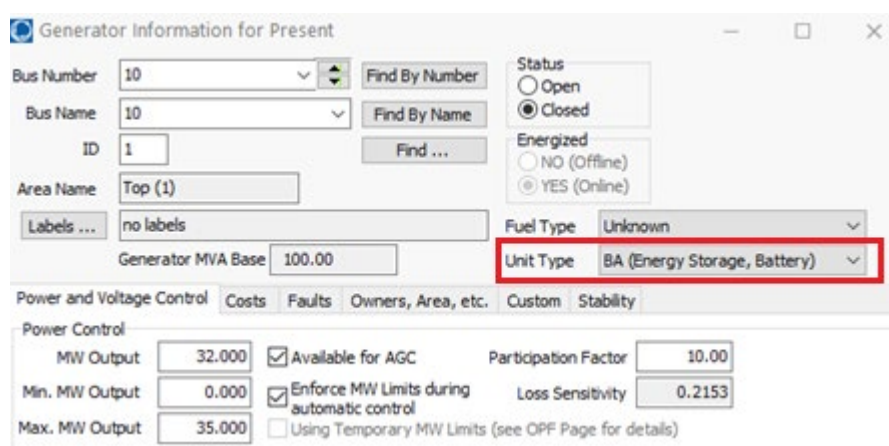 Generator Information for Present
Bus Number 10 Find By Number Status
Open
Bus Name 10 Find By Name Closed
ID 1 Find ... Energized
NO (Offline)
Area Name Top (1) YES (Online)
Labels ... no labels Fuel Type Unknown
Generator MVA Base 100.00 Unit Type BA (Energy Storage, Battery)
Power and Voltage Control Costs Faults Owners, Area, etc. Custom Stability
Power Control
MW Output 32.000 Available for AGC Participation Factor 10.00
Min. MW Output 0.000 Enforce MW Limits during automatic control Loss Sensitivity 0.2153
Max. MW Output 35.000 Using Temporary MW Limits (see OPF Page for details)